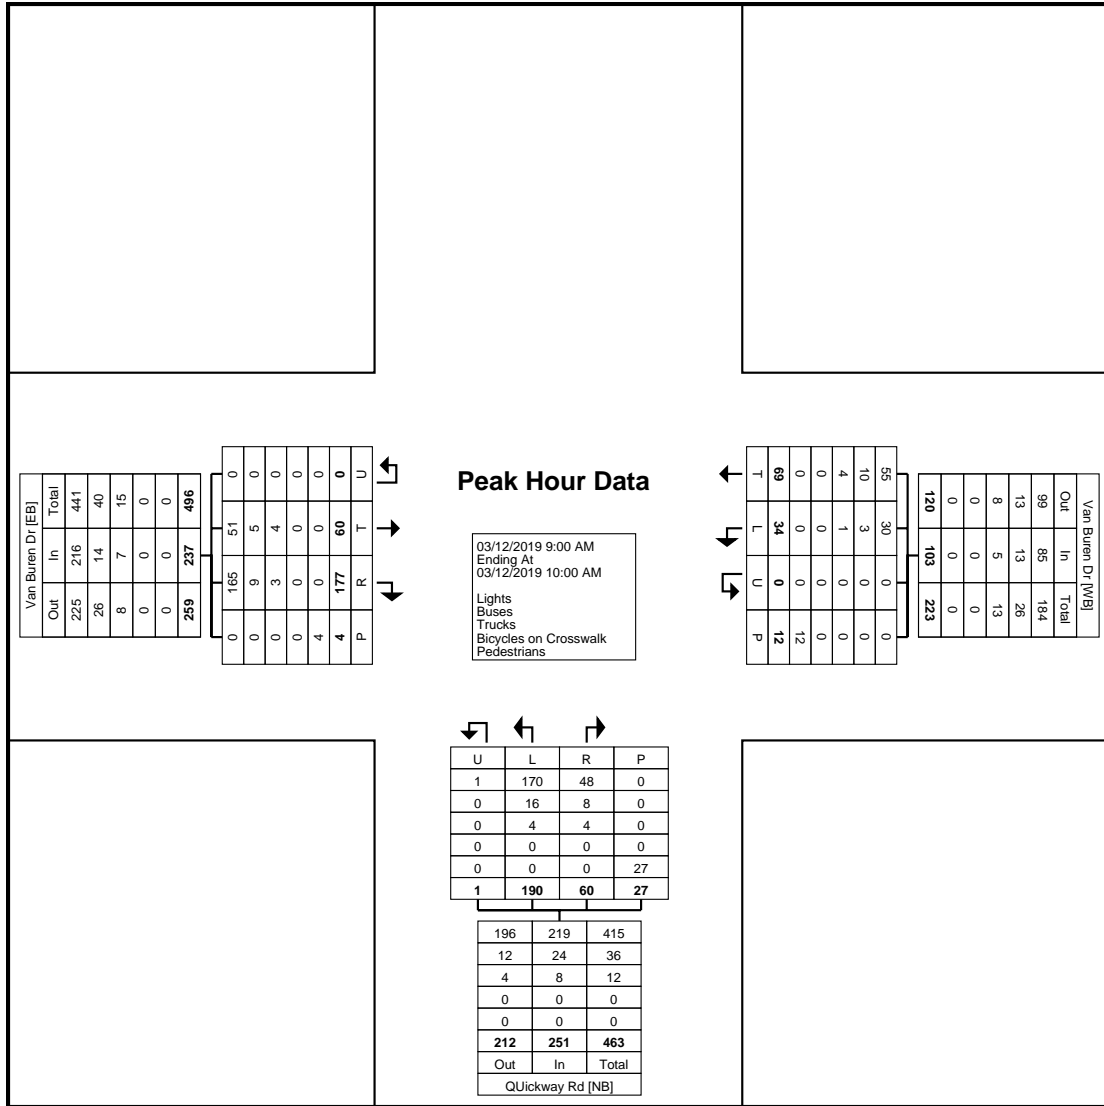 Peak Hour Data
03/12/2019 9:00 AM
Ending At
03/12/2019 10:00 AM
Lights
Buses
Trucks
Bicycles on Crosswalk
Pedestrians
Van Buren Dr [EB]
Total 441 40 15 0 0 496
In 216 14 7 0 0 237
Out 225 26 8 0 0 259
0 0 0 0 0 0 U
51 5 4 0 0 60 T
165 9 3 0 0 177 R
0 0 0 0 4 4 P
Van Buren Dr [WB]
Out In Total
99 85 184
13 13 26
8 5 13
0 0 0
0 0 0
120 103 223
55 30 0 0
10 3 0 0
4 1 0 0
0 0 0 0
0 0 0 12
69 34 0 12
T L U P
U L R P
1 170 48 0
0 16 8 0
0 4 4 0
0 0 0 0
0 0 0 27
1 190 60 27
196 219 415
12 24 36
4 8 12
0 0 0
0 0 0
212 251 463
Out In Total
QUickway Rd [NB]